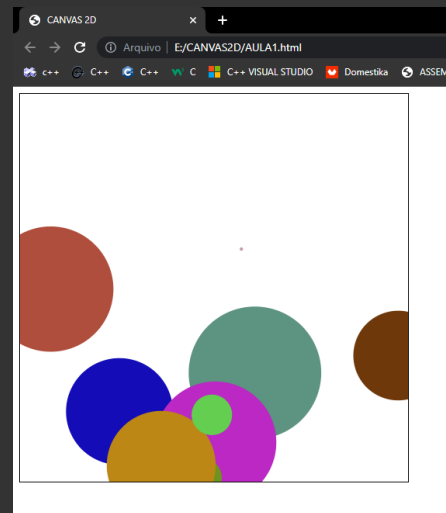 CANVAS 2D
Arquivo | E:/CANVAS2D/AULA1.html
c++ C++ C++ C C++ VISUAL STUDIO Domestika ASSEM